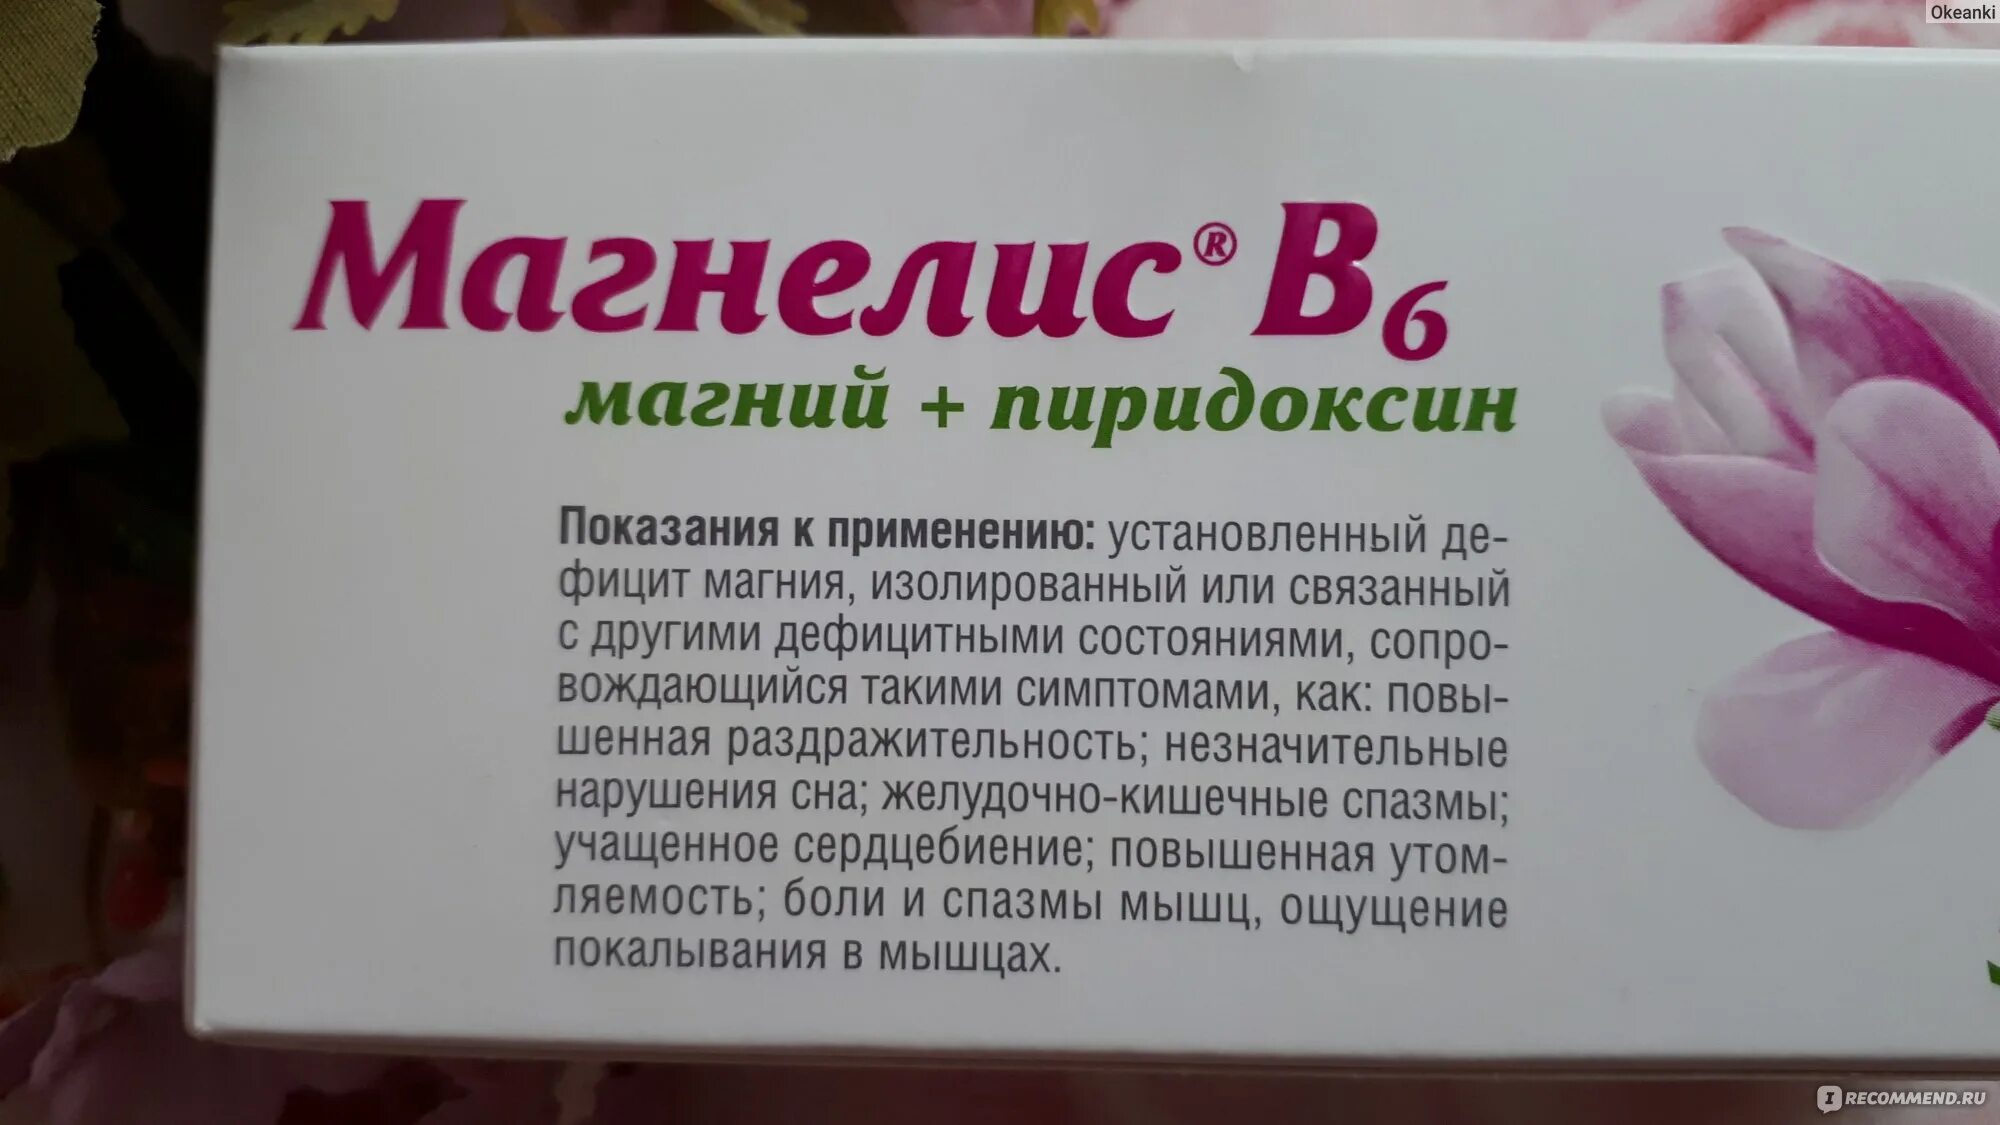 Okeanki
Магнелис® B6
магний + пиридоксин
Показания к применению: установленный де-
фицит магния, изолированный или связанный
с другими дефицитными состояниями, сопро-
вождающийся такими симптомами, как: повы-
шенная раздражительность; незначительные
нарушения сна; желудочно-кишечные спазмы;
учащенное сердцебиение; повышенная утом-
ляемость; боли и спазмы мышц, ощущение
покалывания в мышцах.
I RECOMMEND.RU